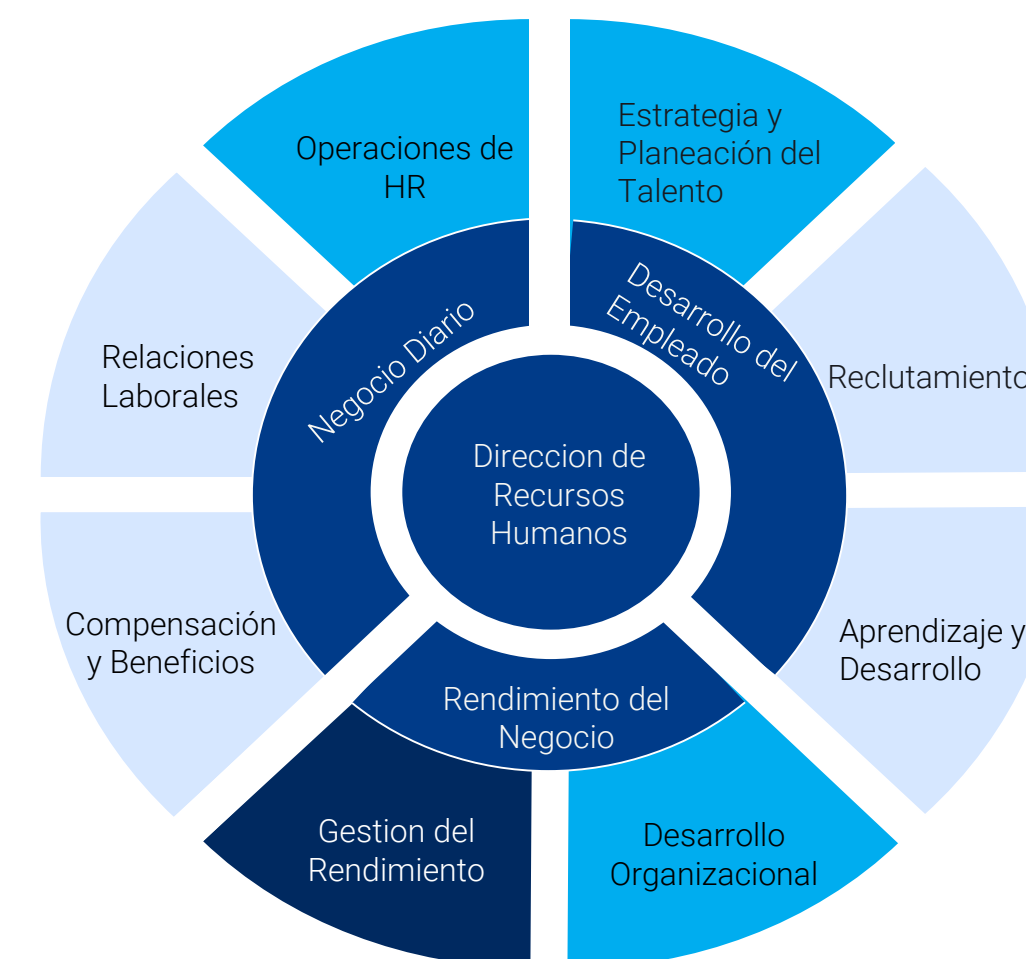 Operaciones de
HR
Estrategia y
Planeación del
Talento
Relaciones
Laborales
Negocio Diario
Desarrollo del
Empleado
Reclutamiento
Direccion de
Recursos
Humanos
Compensación
y Beneficios
Aprendizaje y
Desarrollo
Rendimiento del
Negocio
Gestion del
Rendimiento
Desarrollo
Organizacional